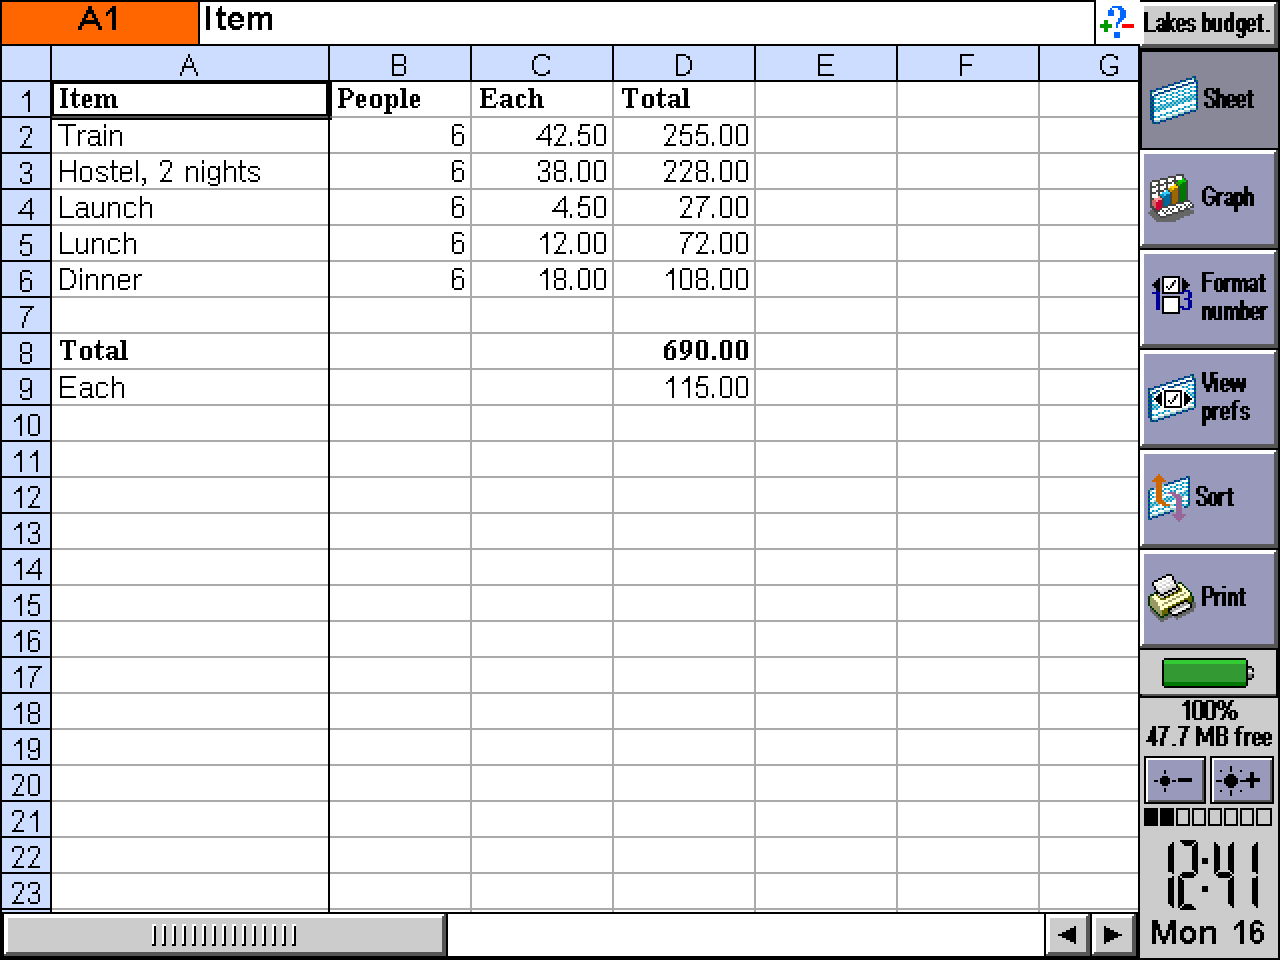 A1 Item
Lakes budget.
A B C D E F G
1 Item People Each Total
2 Train 6 42.50 255.00
3 Hostel, 2 nights 6 38.00 228.00
4 Launch 6 4.50 27.00
5 Lunch 6 12.00 72.00
6 Dinner 6 18.00 108.00
7
8 Total 690.00
9 Each 115.00
10
11
12
13
14
15
16
17
18
19
20
21
22
23
Sheet
Graph
Format
number
View
prefs
Sort
Print
100%
47.7 MB free
12:41
Mon 16